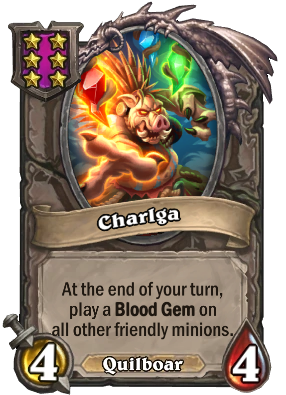 Charlga
At the end of your turn,
play a Blood Gem on
all other friendly minions.
4
Quilboar
4